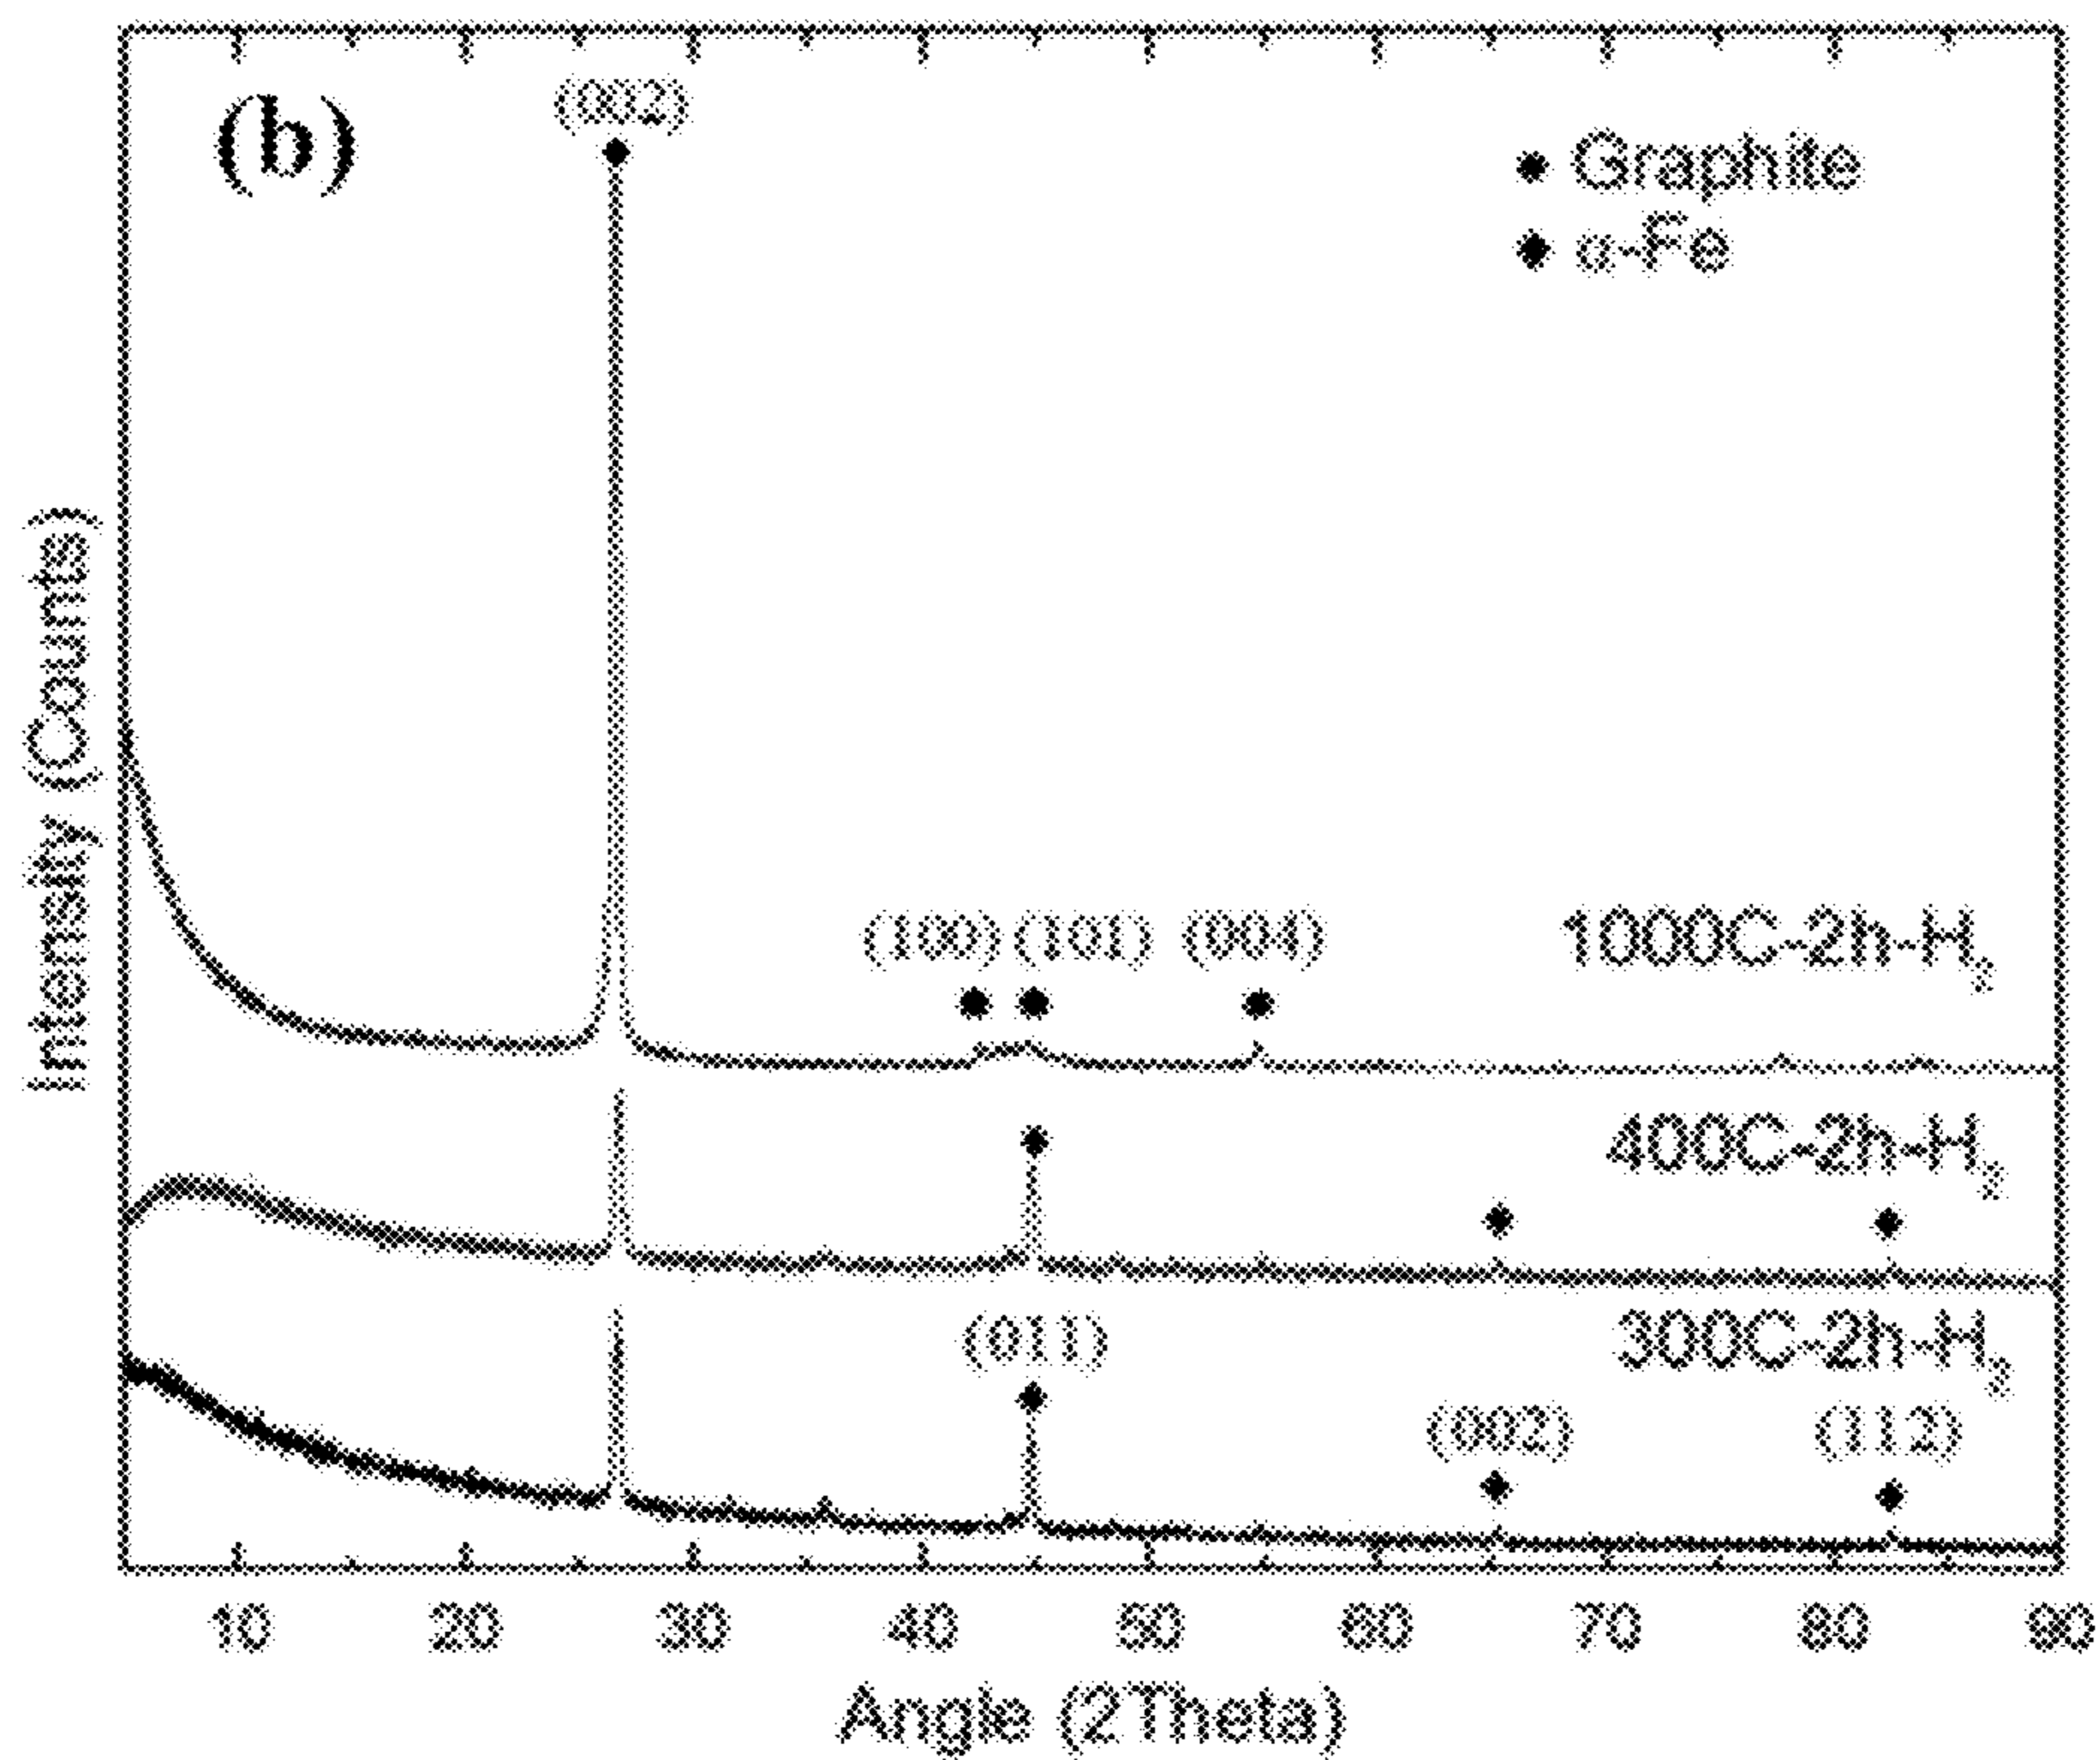 (b)
(002)
Graphite
α-Fe
Intensity (Counts)
(100) (101) (004)
1000C-2h-H2
400C-2h-H2
300C-2h-H2
(011)
(002)
(112)
10 20 30 40 50 60 70 80 90
Angle (2Theta)